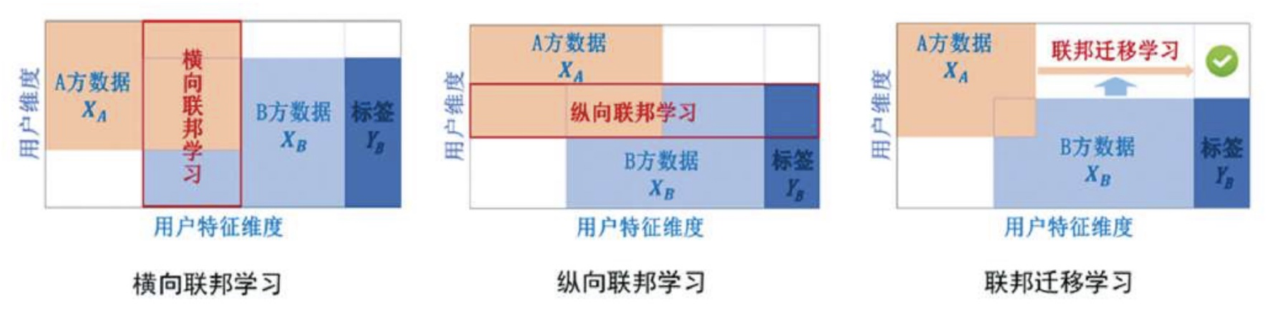 用户维度
A方数据
X_A
横向联邦学习
B方数据
X_B
标签
Y_B
用户特征维度
横向联邦学习
用户维度
A方数据
X_A
纵向联邦学习
B方数据
X_B
标签
Y_B
用户特征维度
纵向联邦学习
用户维度
A方数据
X_A
联邦迁移学习
B方数据
X_B
标签
Y_B
用户特征维度
联邦迁移学习